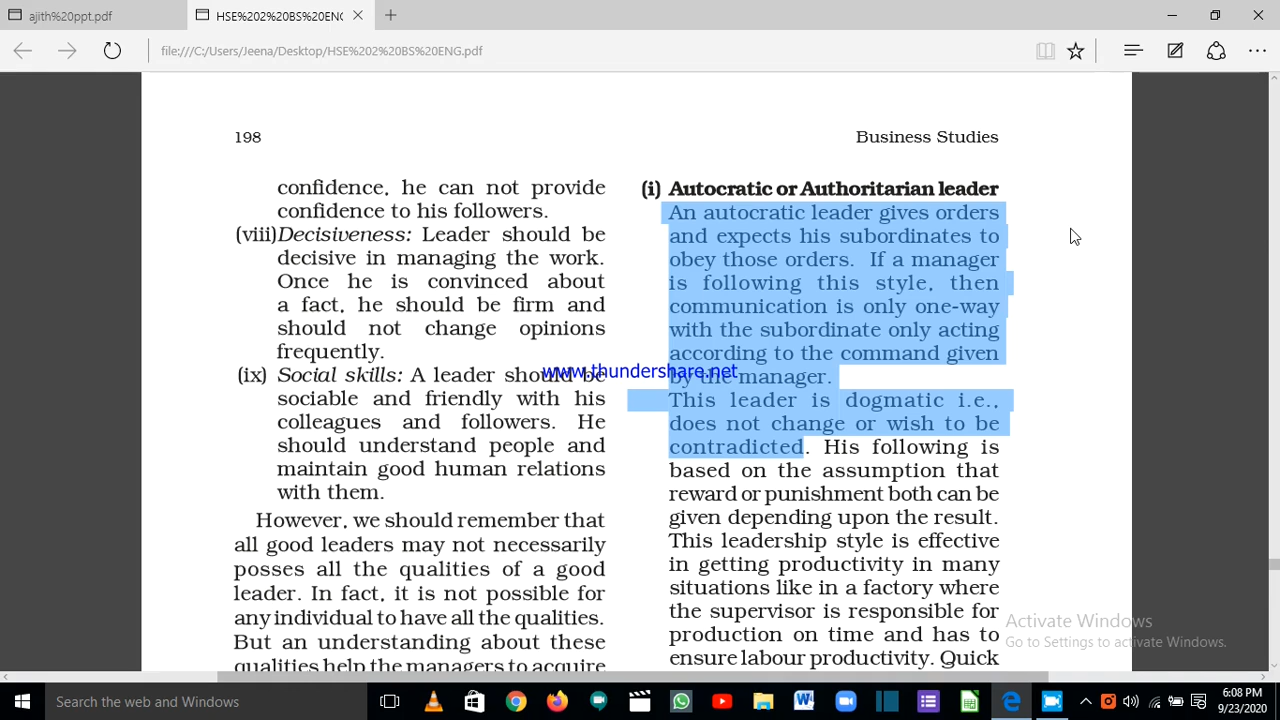 ajith%20ppt.pdf
HSE%202%20BS%20ENG
file:///C:/Users/Jeena/Desktop/HSE%202%20BS%20ENG.pdf
198
Business Studies
confidence, he can not provide
confidence to his followers.
(viii) Decisiveness: Leader should be
decisive in managing the work.
Once he is convinced about
a fact, he should be firm and
should not change opinions
frequently.
(ix) Social skills: A leader should be
sociable and friendly with his
colleagues and followers. He
should understand people and
maintain good human relations
with them.
However, we should remember that
all good leaders may not necessarily
posses all the qualities of a good
leader. In fact, it is not possible for
any individual to have all the qualities.
But an understanding about these
qualities help the managers to acquire
(i) Autocratic or Authoritarian leader
An autocratic leader gives orders
and expects his subordinates to
obey those orders. If a manager
is following this style, then
communication is only one-way
with the subordinate only acting
according to the command given
by the manager.
This leader is dogmatic i.e.,
does not change or wish to be
contradicted. His following is
based on the assumption that
reward or punishment both can be
given depending upon the result.
This leadership style is effective
in getting productivity in many
situations like in a factory where
the supervisor is responsible for
production on time and has to
ensure labour productivity. Quick
www.thundershare.net
Activate Windows
Go to Settings to activate Windows.
Search the web and Windows
6:08 PM
9/23/2020